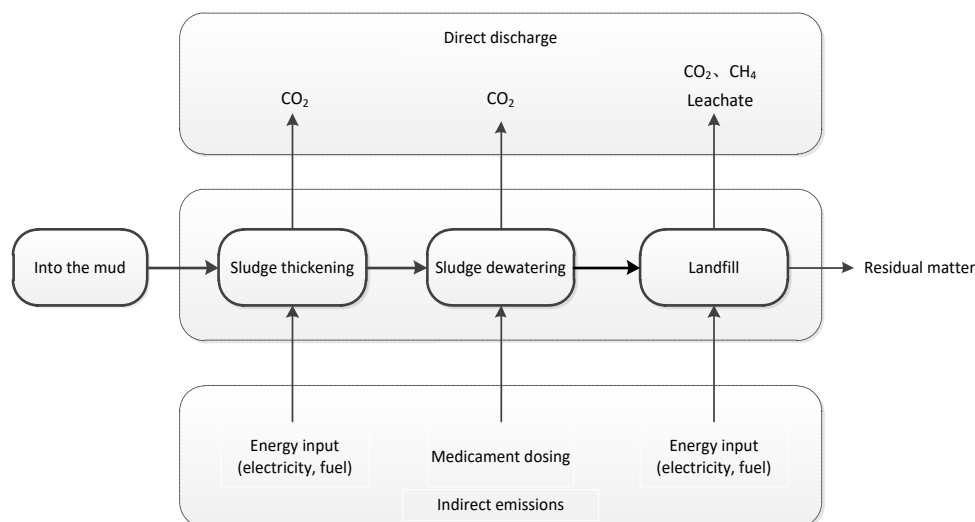 Direct discharge
CO₂、CH₄
Leachate
CO₂
CO₂
Into the mud
Sludge thickening
Sludge dewatering
Landfill
Residual matter
Energy input
(electricity, fuel)
Medicament dosing
Energy input
(electricity, fuel)
Indirect emissions